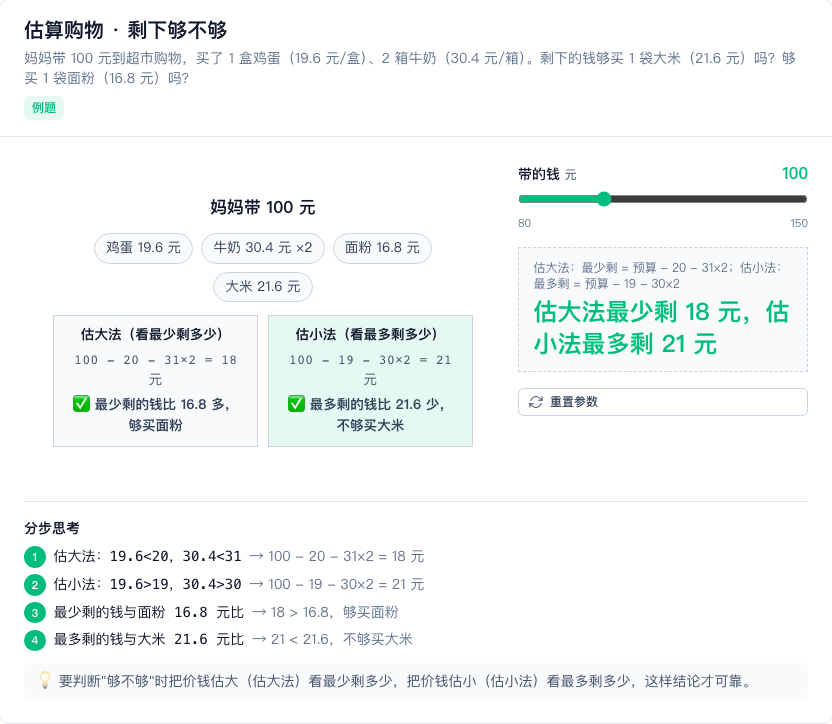 估算购物 · 剩下够不够
妈妈带 100 元到超市购物，买了 1 盒鸡蛋（19.6 元/盒）、2 箱牛奶（30.4 元/箱）。剩下的钱够买 1 袋大米（21.6 元）吗？够
买 1 袋面粉（16.8 元）吗？
例题
妈妈带 100 元
鸡蛋 19.6 元
牛奶 30.4 元 ×2
面粉 16.8 元
大米 21.6 元
估大法（看最少剩多少）
100 − 20 − 31×2 = 18
元
✅ 最少剩的钱比 16.8 多，
够买面粉
估小法（看最多剩多少）
100 − 19 − 30×2 = 21
元
✅ 最多剩的钱比 21.6 少，
不够买大米
带的钱 元
100
80
150
估大法：最少剩 = 预算 − 20 − 31×2；估小法：
最多剩 = 预算 − 19 − 30×2
估大法最少剩 18 元，估
小法最多剩 21 元
重置参数
分步思考
1 估大法：19.6<20，30.4<31 → 100 − 20 − 31×2 = 18 元
2 估小法：19.6>19，30.4>30 → 100 − 19 − 30×2 = 21 元
3 最少剩的钱与面粉 16.8 元比 → 18 > 16.8，够买面粉
4 最多剩的钱与大米 21.6 元比 → 21 < 21.6，不够买大米
💡 要判断"够不够"时把价钱估大（估大法）看最少剩多少，把价钱估小（估小法）看最多剩多少，这样结论才可靠。